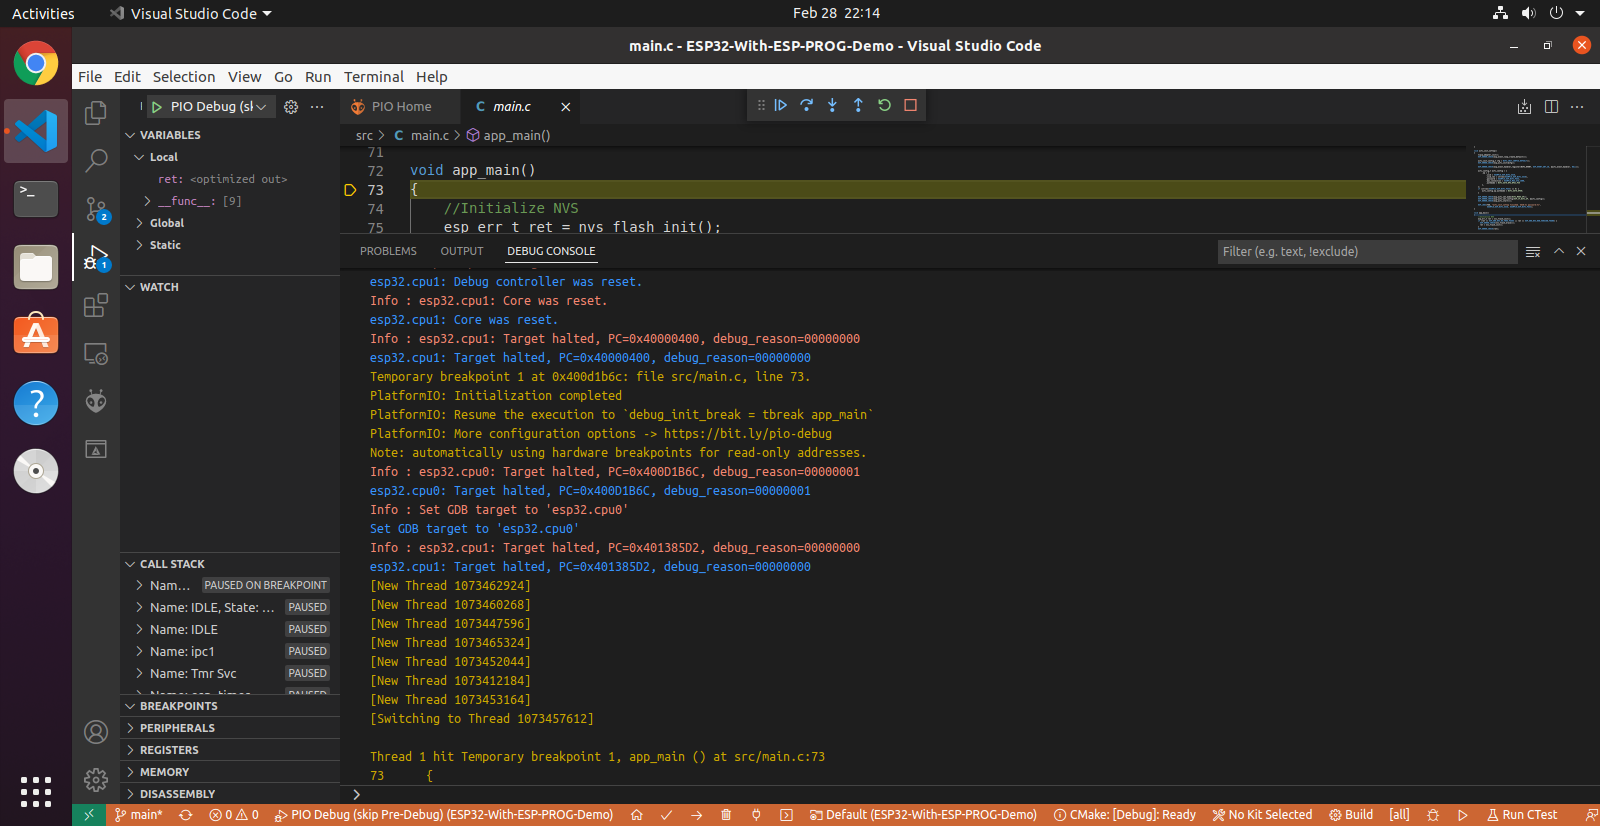 Activities
Visual Studio Code
Feb 28 22:14
main.c - ESP32-With-ESP-PROG-Demo - Visual Studio Code
File Edit Selection View Go Run Terminal Help
PIO Debug (sk
PIO Home
C main.c
src > C main.c > app_main()
VARIABLES
Local
ret: <optimized out>
__func__: [9]
Global
Static
WATCH
CALL STACK
Nam... PAUSED ON BREAKPOINT
Name: IDLE, State: ... PAUSED
Name: IDLE PAUSED
Name: ipc1 PAUSED
Name: Tmr Svc PAUSED
BREAKPOINTS
PERIPHERALS
REGISTERS
MEMORY
DISASSEMBLY
2
1
71
72 void app_main()
73 {
74 //Initialize NVS
75 esp_err_t ret = nvs_flash_init();
PROBLEMS OUTPUT DEBUG CONSOLE
Filter (e.g. text, !exclude)
esp32.cpu1: Debug controller was reset.
Info : esp32.cpu1: Core was reset.
esp32.cpu1: Core was reset.
Info : esp32.cpu1: Target halted, PC=0x40000400, debug_reason=00000000
esp32.cpu1: Target halted, PC=0x40000400, debug_reason=00000000
Temporary breakpoint 1 at 0x400d1b6c: file src/main.c, line 73.
PlatformIO: Initialization completed
PlatformIO: Resume the execution to `debug_init_break = tbreak app_main`
PlatformIO: More configuration options -> https://bit.ly/pio-debug
Note: automatically using hardware breakpoints for read-only addresses.
Info : esp32.cpu0: Target halted, PC=0x400D1B6C, debug_reason=00000001
esp32.cpu0: Target halted, PC=0x400D1B6C, debug_reason=00000001
Info : Set GDB target to 'esp32.cpu0'
Set GDB target to 'esp32.cpu0'
Info : esp32.cpu1: Target halted, PC=0x401385D2, debug_reason=00000000
esp32.cpu1: Target halted, PC=0x401385D2, debug_reason=00000000
[New Thread 1073462924]
[New Thread 1073460268]
[New Thread 1073447596]
[New Thread 1073465324]
[New Thread 1073452044]
[New Thread 1073412184]
[New Thread 1073453164]
[Switching to Thread 1073457612]
Thread 1 hit Temporary breakpoint 1, app_main () at src/main.c:73
73 {
>
main* 0 0 PIO Debug (skip Pre-Debug) (ESP32-With-ESP-PROG-Demo) Default (ESP32-With-ESP-PROG-Demo) CMake: [Debug]: Ready No Kit Selected Build [all] Run CTest